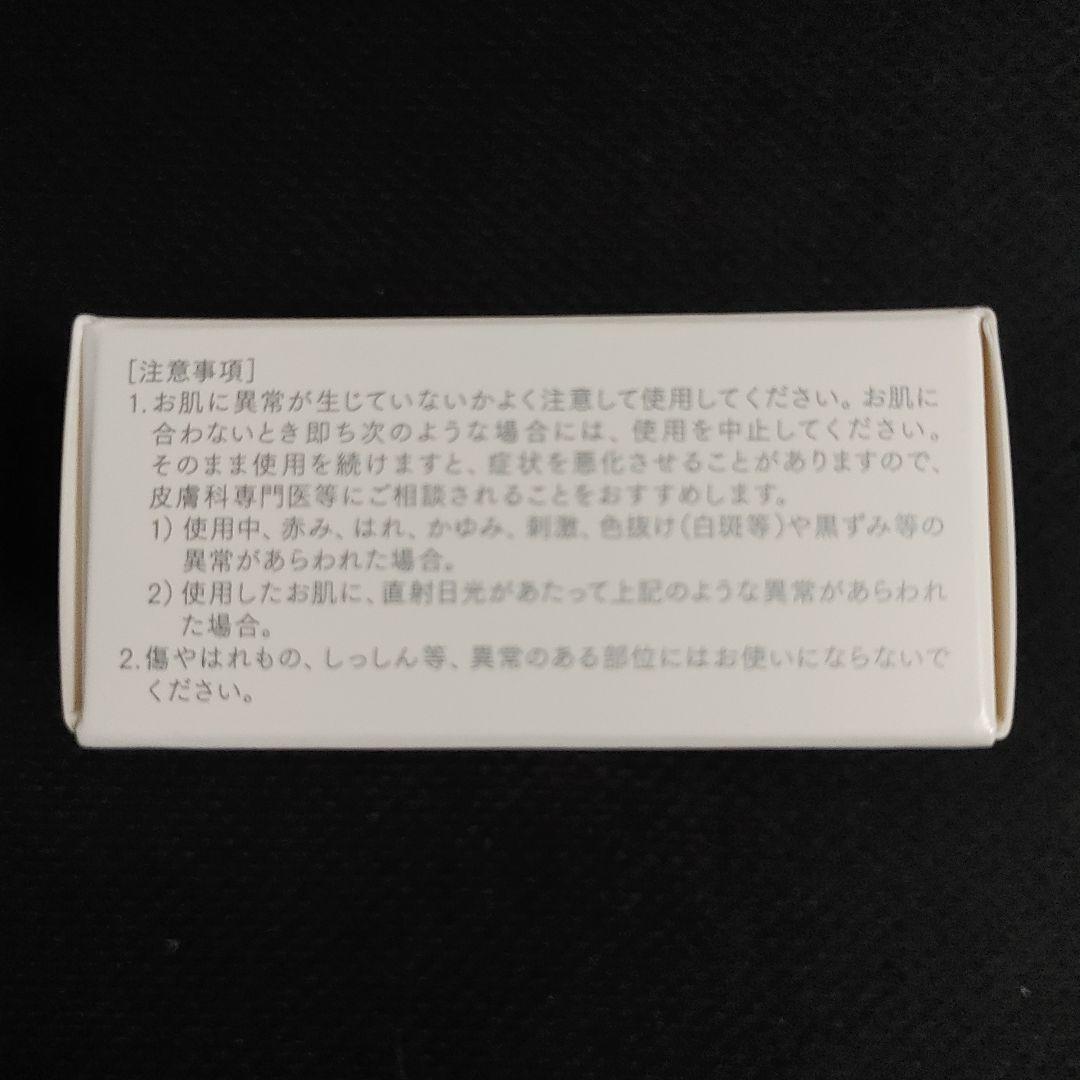 [注意事項]
1.お肌に異常が生じていないかよく注意して使用してください。お肌に
合わないとき即ち次のような場合には、使用を中止してください。
そのまま使用を続けますと、症状を悪化させることがありますので、
皮膚科専門医等にご相談されることをおすすめします。
1)使用中、赤み、はれ、かゆみ、刺激、色抜け(白斑等)や黒ずみ等の
異常があらわれた場合。
2)使用したお肌に、直射日光があたって上記のような異常があらわれ
た場合。
2.傷やはれもの、しっしん等、異常のある部位にはお使いにならないで
ください。